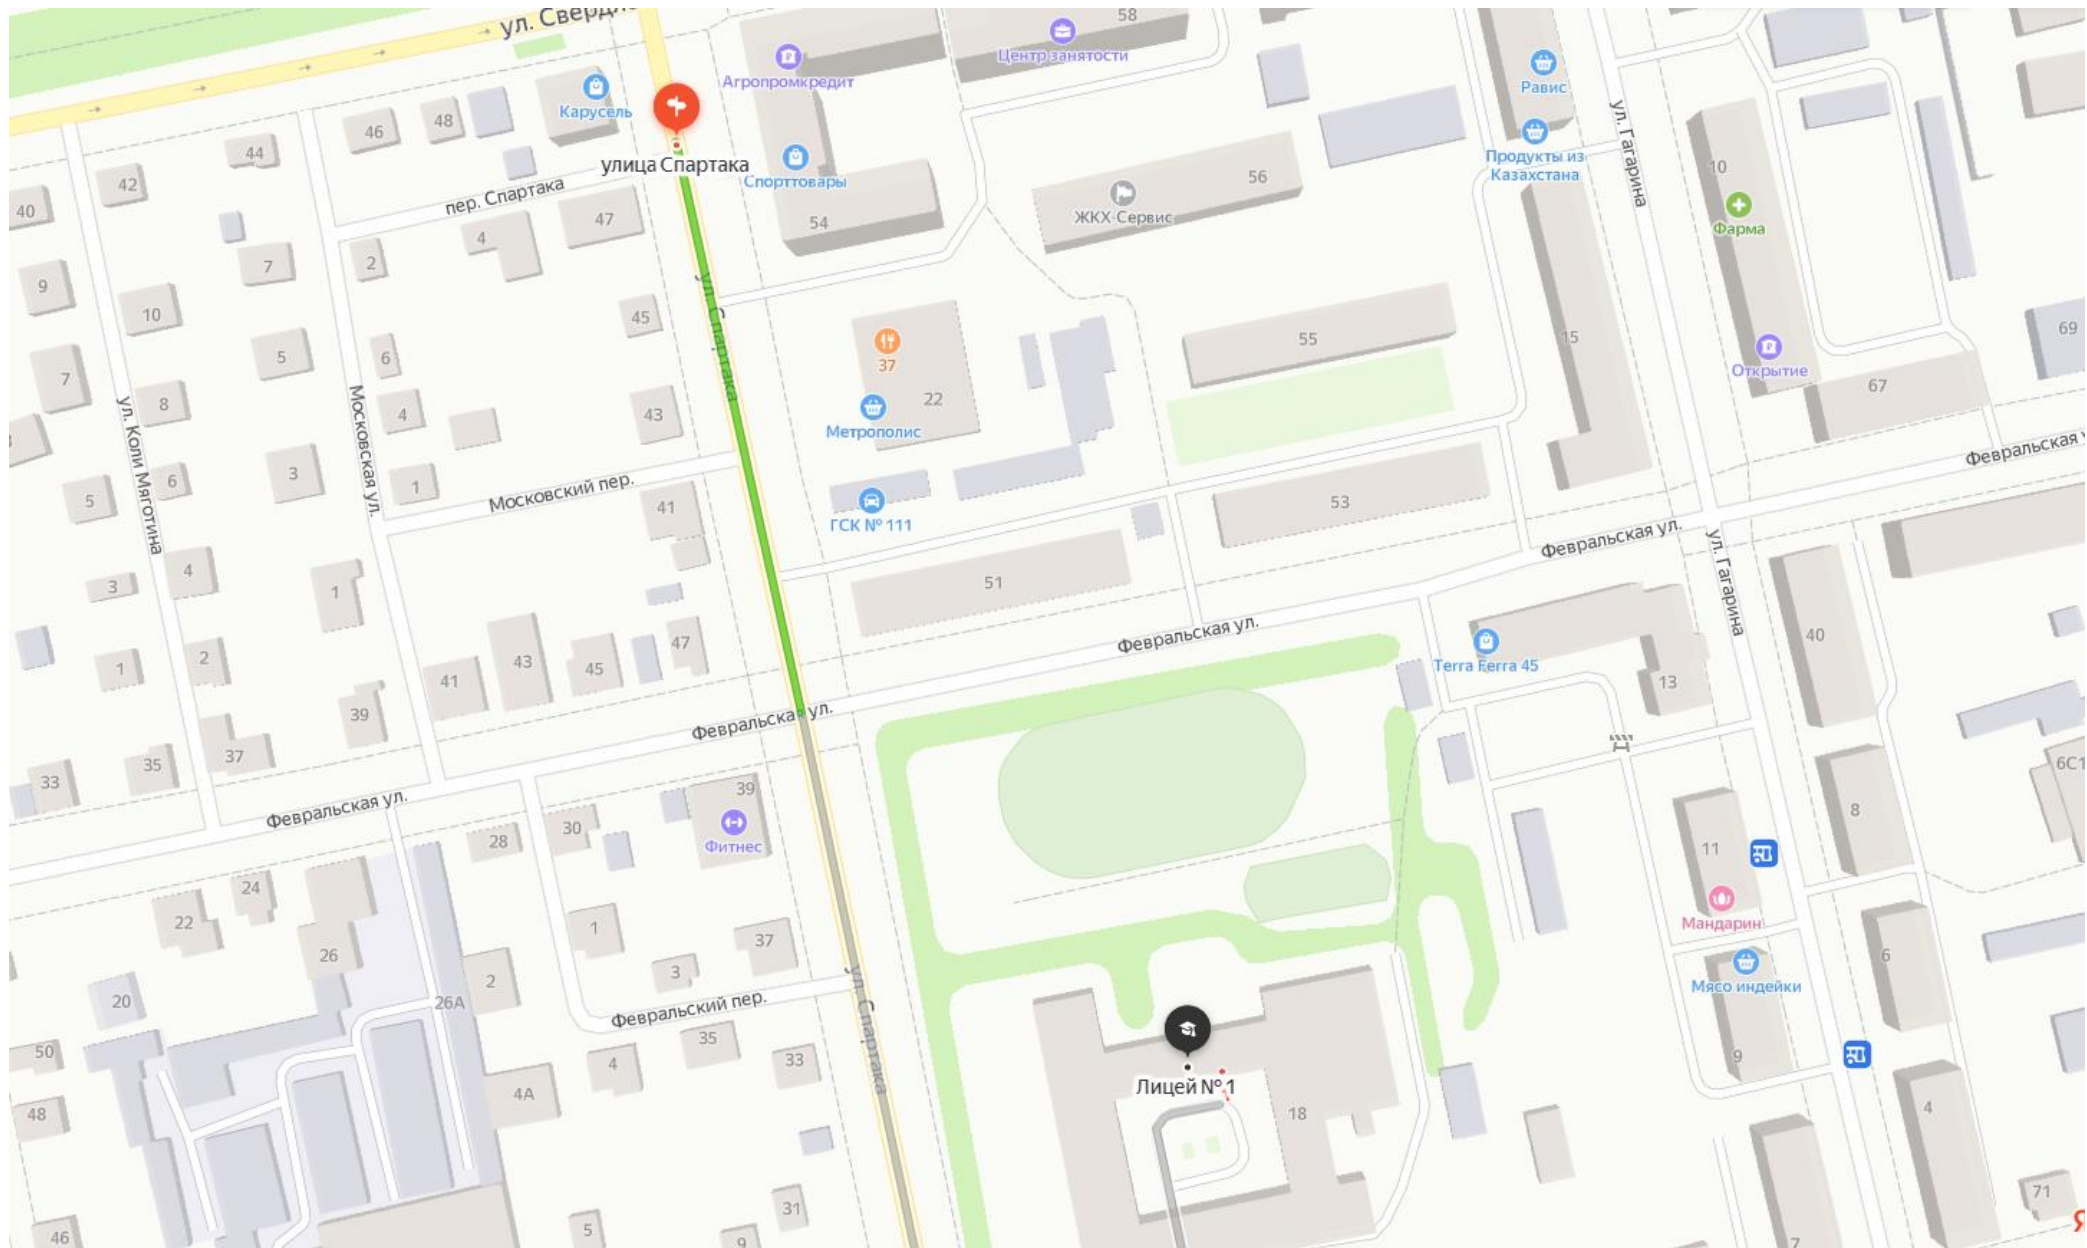 ул. Свердл
58
Центр занятости
Агропромкредит
Равис
Карусель
46
48
44
улица Спартака
Спорттовары
Продукты из
Казахстана
ул. Гагарина
10
Фарма
42
40
пер. Спартака
47
54
56
ЖКХ-Сервис
4
2
7
9
10
45
ул. Спартака
37
22
Метрополис
55
15
Открытие
69
67
5
6
7
8
4
43
ул. Коли Мяготина
Московская ул.
3
1
6
5
Московский пер.
41
ГСК № 111
53
Февральская
Февральская ул.
ул. Гагарина
4
3
1
51
40
47
Февральская ул.
Terra Ferra 45
13
1
2
41
43
45
39
Февральская ул.
37
35
33
6С1
Февральская ул.
39
Фитнес
30
28
8
11
Мандарин
24
22
26
1
37
3
2
6
Мясо индейки
20
26А
Февральский пер.
ул. Спартака
35
33
4
4А
50
48
Лицей № 1
18
9
4
71
31
5
9
46
7
Я